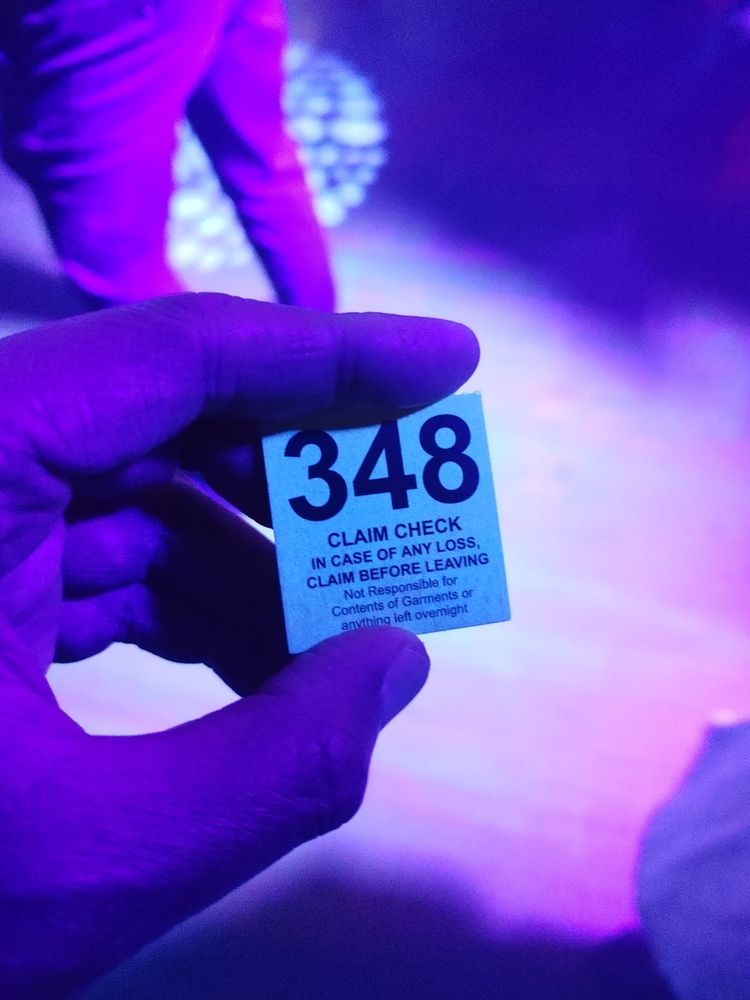 348
CLAIM CHECK
IN CASE OF ANY LOSS,
CLAIM BEFORE LEAVING
Not Responsible for
Contents of Garments or
anything left overnight